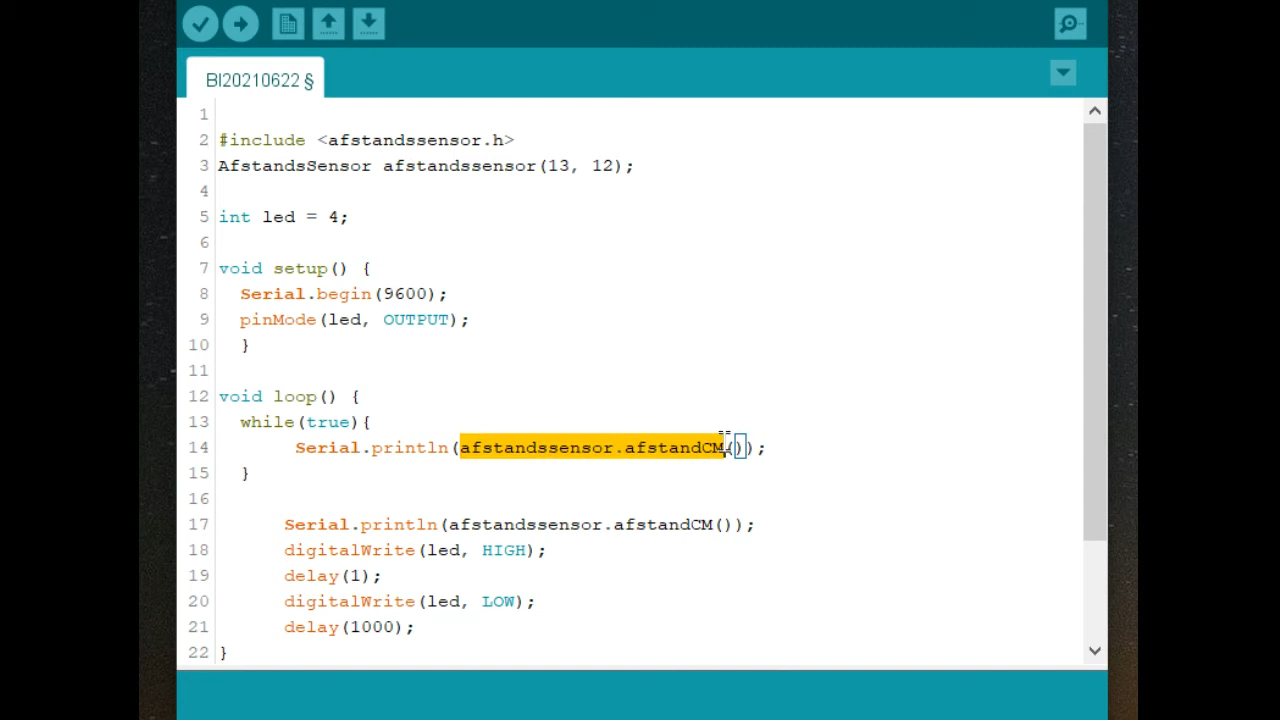 BI20210622 §
1
2 #include <afstandssensor.h>
3 AfstandsSensor afstandssensor(13, 12);
4
5 int led = 4;
6
7 void setup() {
8 Serial.begin(9600);
9 pinMode(led, OUTPUT);
10 }
11
12 void loop() {
13 while(true){
14 Serial.println(afstandssensor.afstandCM());
15 }
16
17 Serial.println(afstandssensor.afstandCM());
18 digitalWrite(led, HIGH);
19 delay(1);
20 digitalWrite(led, LOW);
21 delay(1000);
22 }